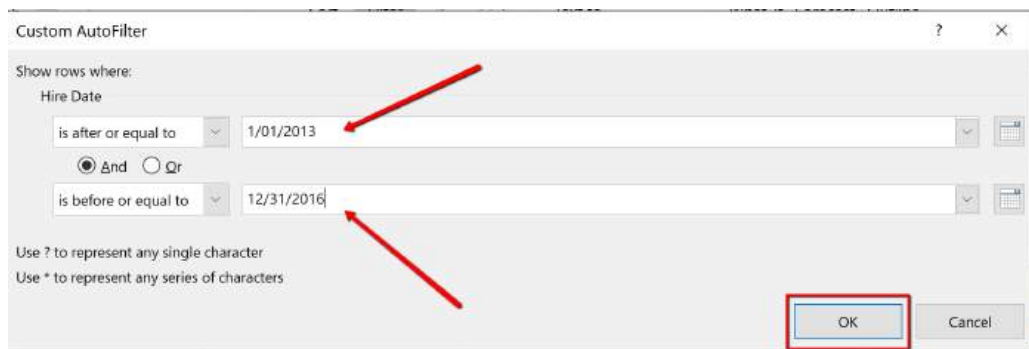 Custom AutoFilter ? ×
Show rows where:
Hire Date
is after or equal to 1/01/2013
And Or
is before or equal to 12/31/2016
Use ? to represent any single character
Use * to represent any series of characters
OK Cancel